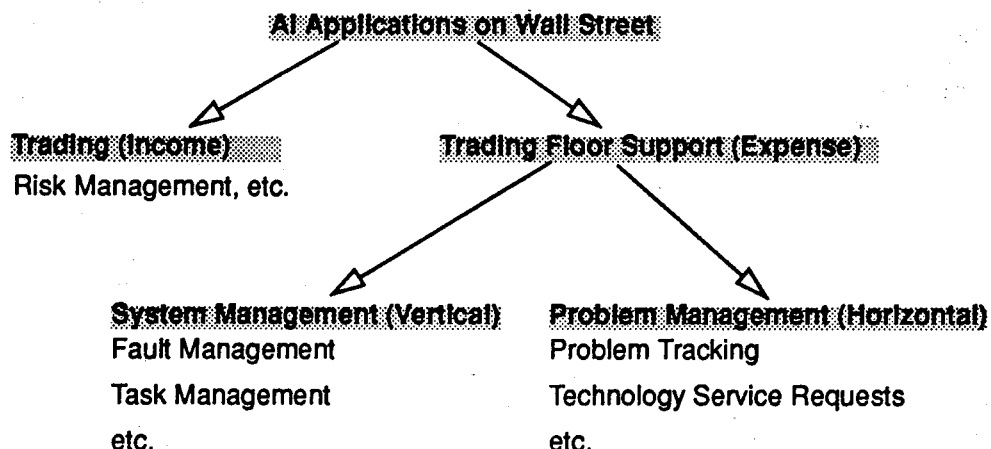 AI Applications on Wall Street
Trading (Income)
Risk Management, etc.
Trading Floor Support (Expense)
System Management (Vertical)
Fault Management
Task Management
etc.
Problem Management (Horizontal)
Problem Tracking
Technology Service Requests
etc.